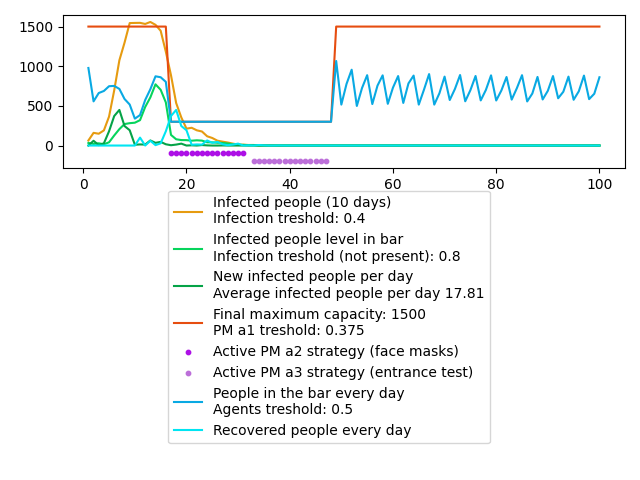 1500
1000
500
0
0 20 40 60 80 100
Infected people (10 days)
Infection treshold: 0.4
Infected people level in bar
Infection treshold (not present): 0.8
New infected people per day
Average infected people per day 17.81
Final maximum capacity: 1500
PM a1 treshold: 0.375
Active PM a2 strategy (face masks)
Active PM a3 strategy (entrance test)
People in the bar every day
Agents treshold: 0.5
Recovered people every day